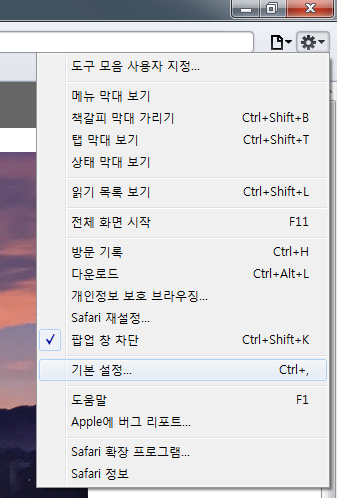 도구 모음 사용자 지정...
메뉴 막대 보기
책갈피 막대 가리기 Ctrl+Shift+B
탭 막대 보기 Ctrl+Shift+T
상태 막대 보기
읽기 목록 보기 Ctrl+Shift+L
전체 화면 시작 F11
방문 기록 Ctrl+H
다운로드 Ctrl+Alt+L
개인정보 보호 브라우징...
Safari 재설정...
팝업 창 차단 Ctrl+Shift+K
기본 설정... Ctrl+,
도움말 F1
Apple에 버그 리포트...
Safari 확장 프로그램...
Safari 정보